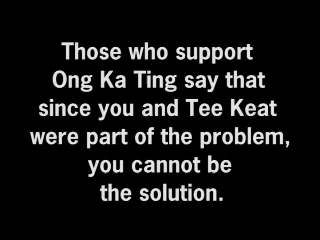 Those who support
Ong Ka Ting say that
since you and Tee Keat
were part of the problem,
you cannot be
the solution.